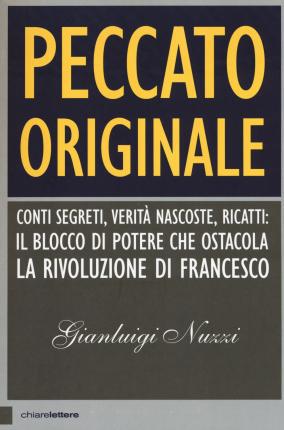 PECCATO
ORIGINALE
CONTI SEGRETI, VERITÀ NASCOSTE, RICATTI:
IL BLOCCO DI POTERE CHE OSTACOLA
LA RIVOLUZIONE DI FRANCESCO
Gianluigi Nuzzi
chiarelettere